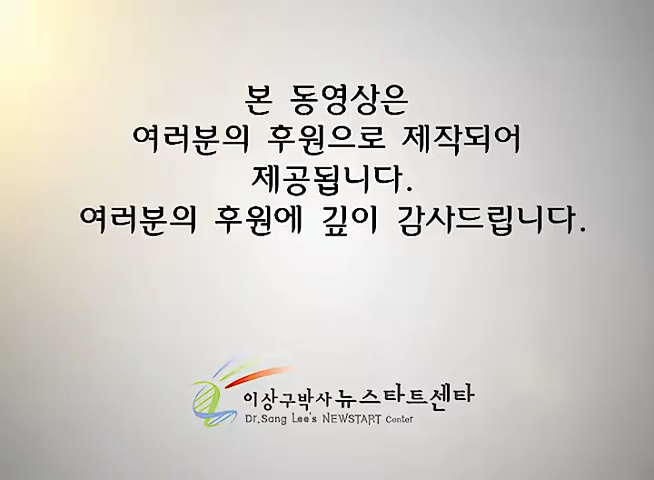 본 동영상은
여러분의 후원으로 제작되어
제공됩니다.
여러분의 후원에 깊이 감사드립니다.
이상구박사 뉴스타트센타
Dr.Sang Lee's NEWSTART Center